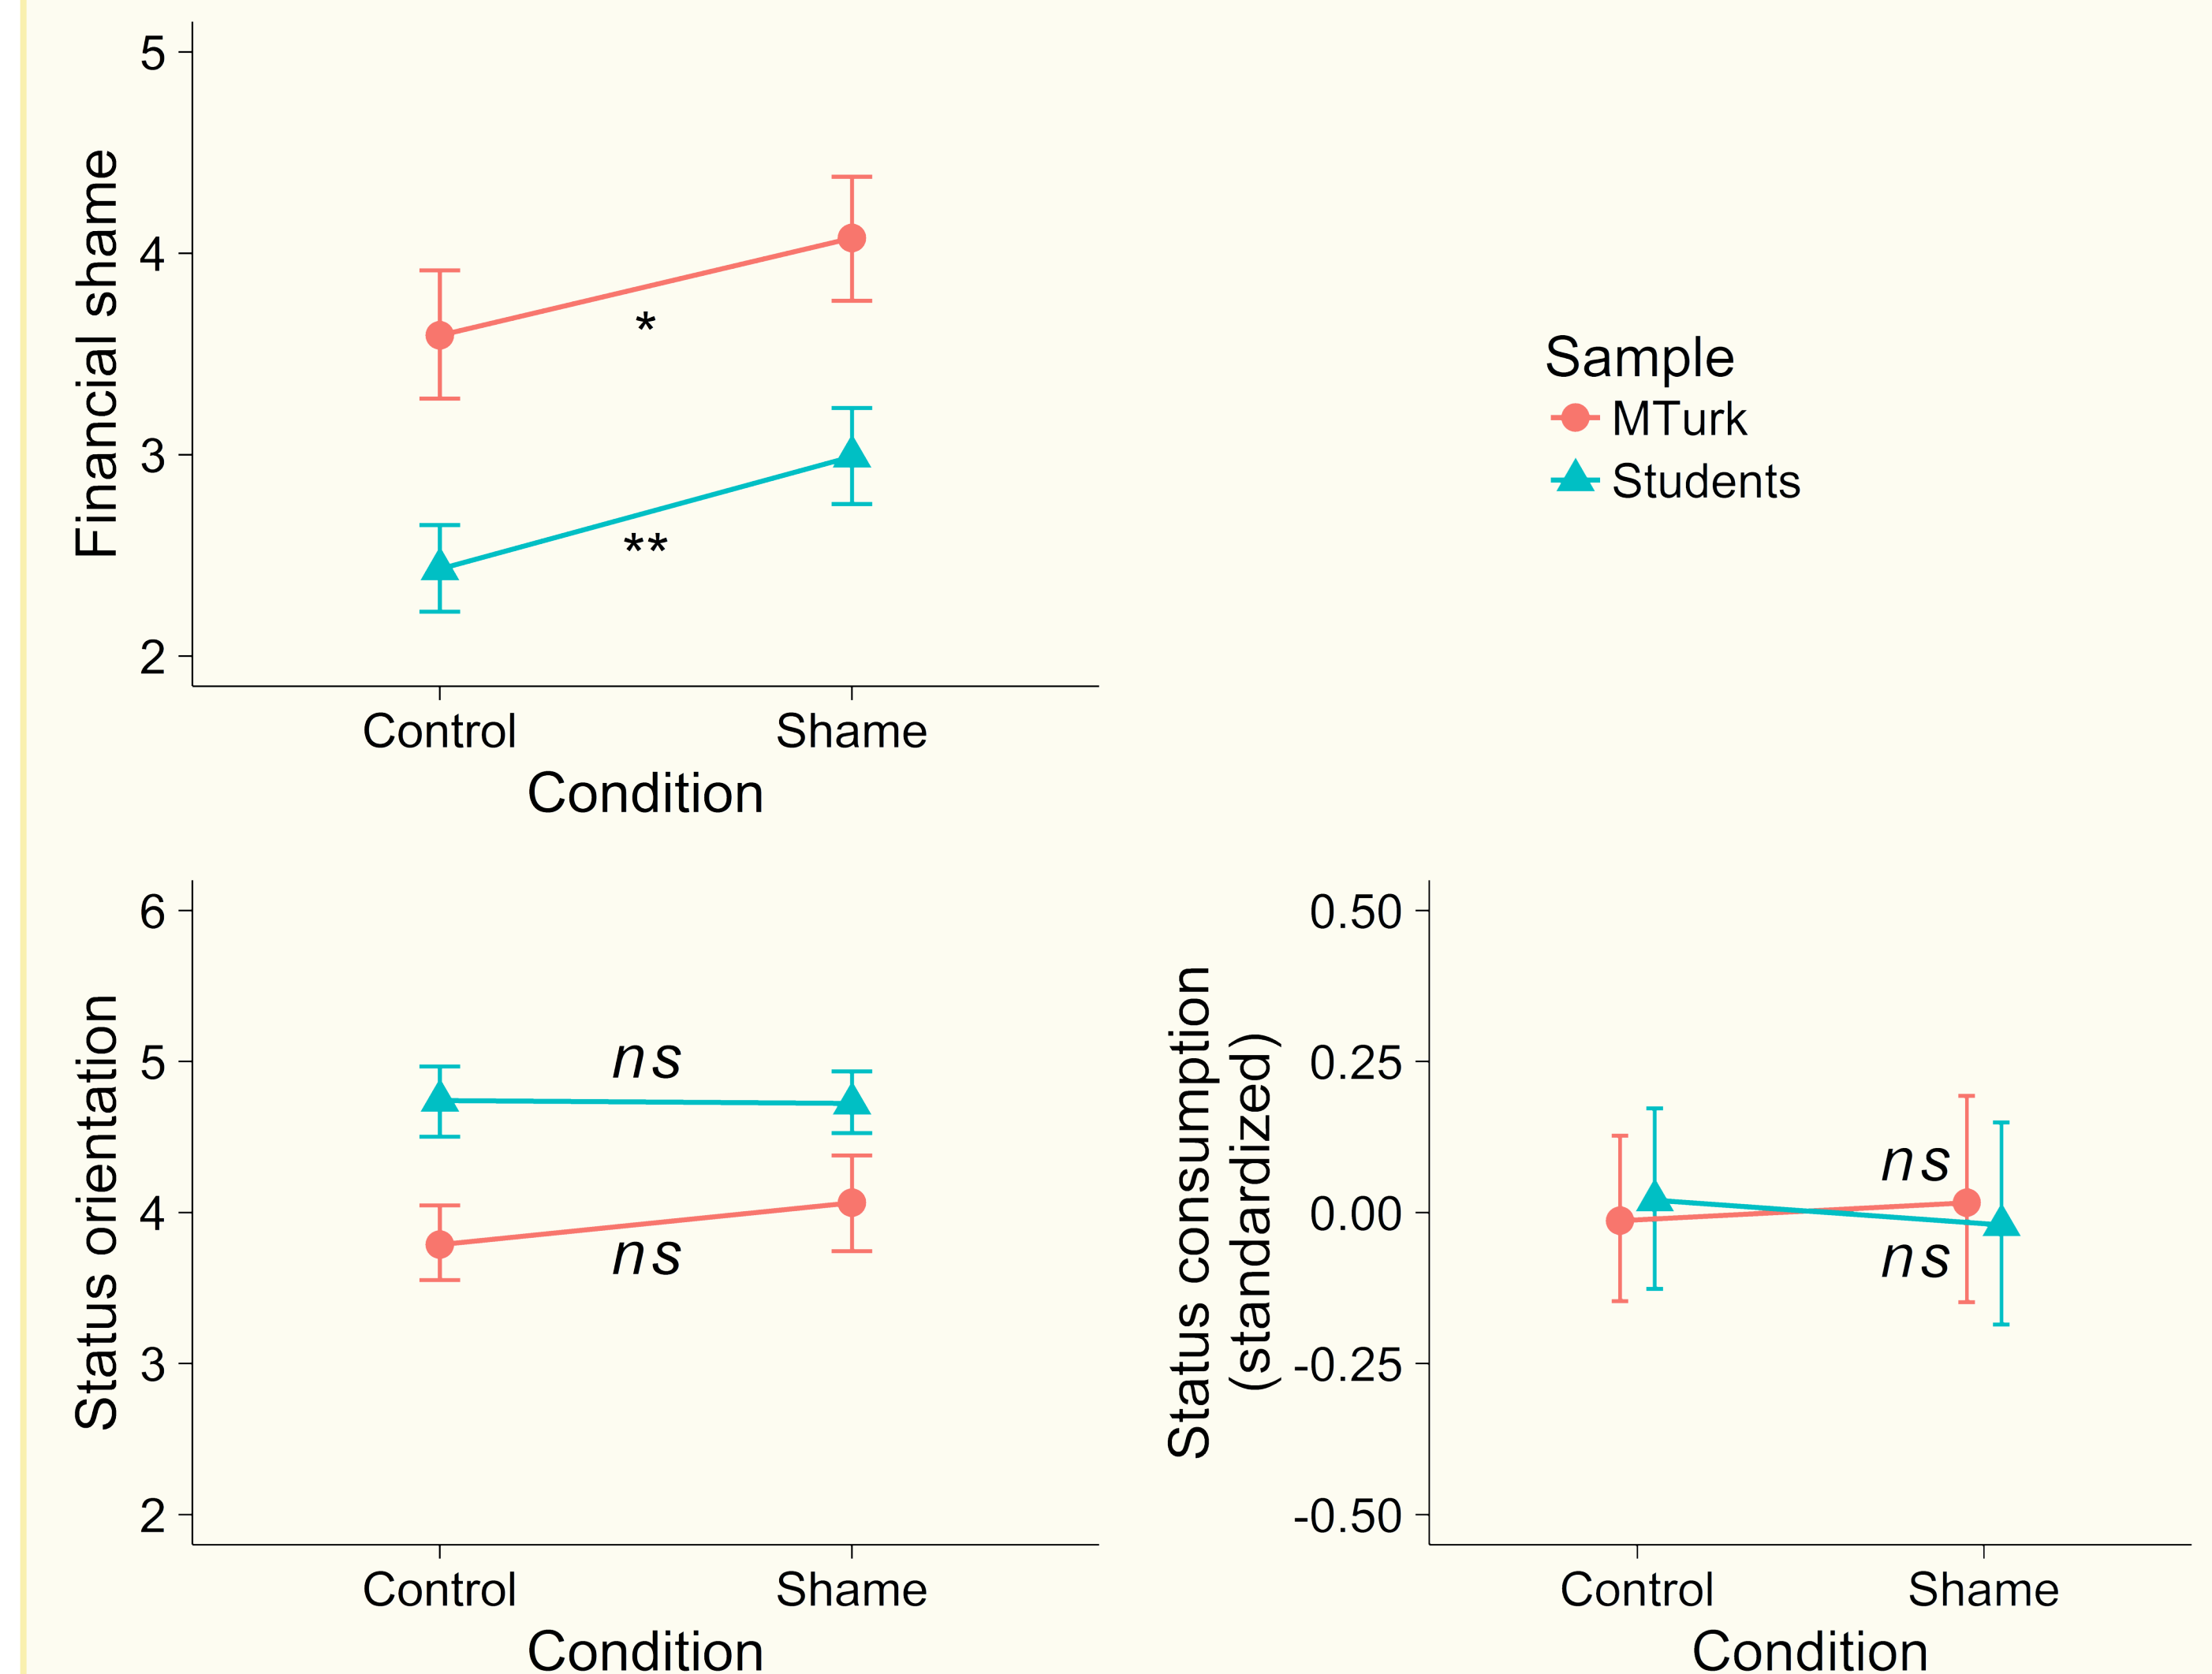 5
4
3
2
Financial shame
*
**
Control Shame
Condition
Sample
MTurk
Students
6
5
4
3
2
Status orientation
ns
ns
Control Shame
Condition
0.50
0.25
0.00
-0.25
-0.50
Status consumption
(standardized)
ns
ns
Control Shame
Condition